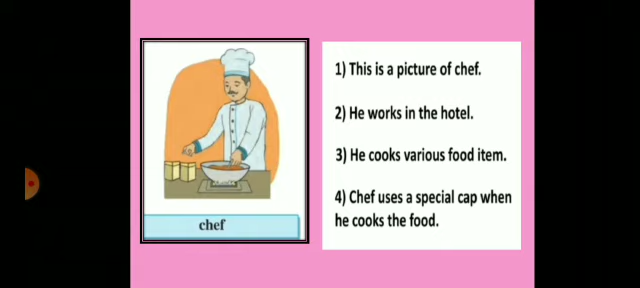 chef
1) This is a picture of chef.
2) He works in the hotel.
3) He cooks various food item.
4) Chef uses a special cap when
he cooks the food.